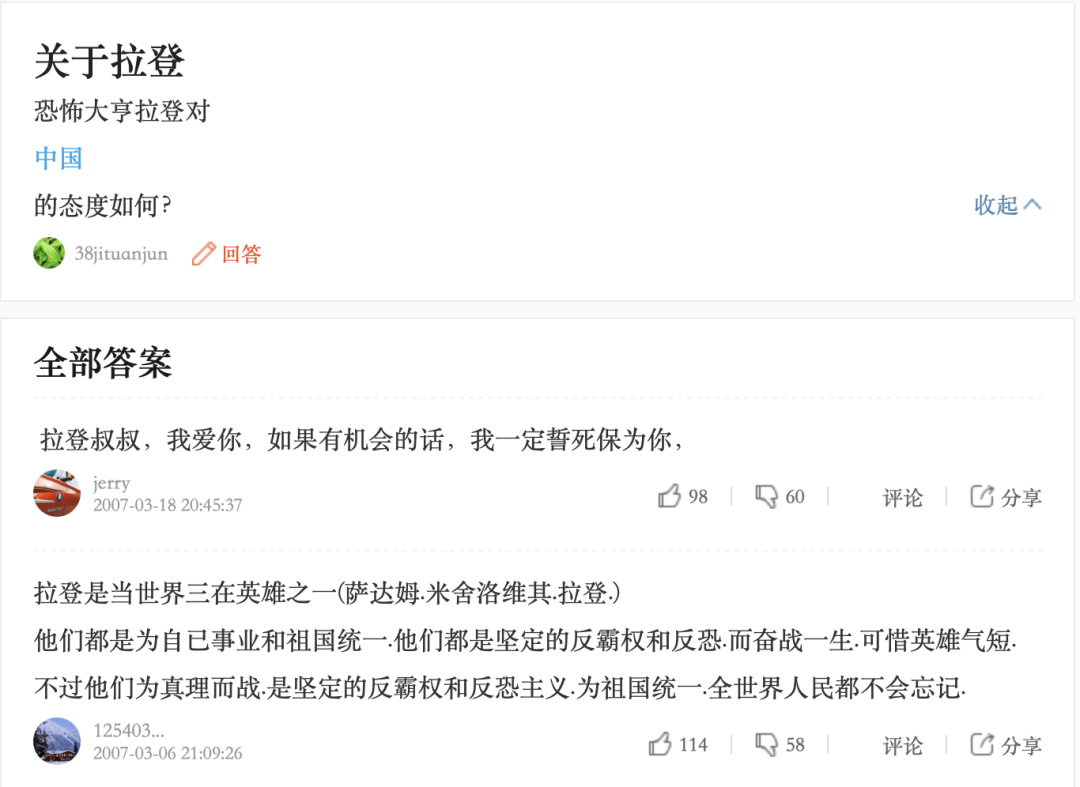 关于拉登
恐怖大亨拉登对
中国
的态度如何?
收起
38jituanjun
回答
全部答案
拉登叔叔，我爱你，如果有机会的话，我一定誓死保为你，
jerry
2007-03-18 20:45:37
98
60
评论
分享
拉登是当世界三在英雄之一(萨达姆.米舍洛维其.拉登.)
他们都是为自已事业和祖国统一.他们都是坚定的反霸权和反恐.而奋战一生.可惜英雄气短.
不过他们为真理而战.是坚定的反霸权和反恐主义.为祖国统一.全世界人民都不会忘记.
125403...
2007-03-06 21:09:26
114
58
评论
分享